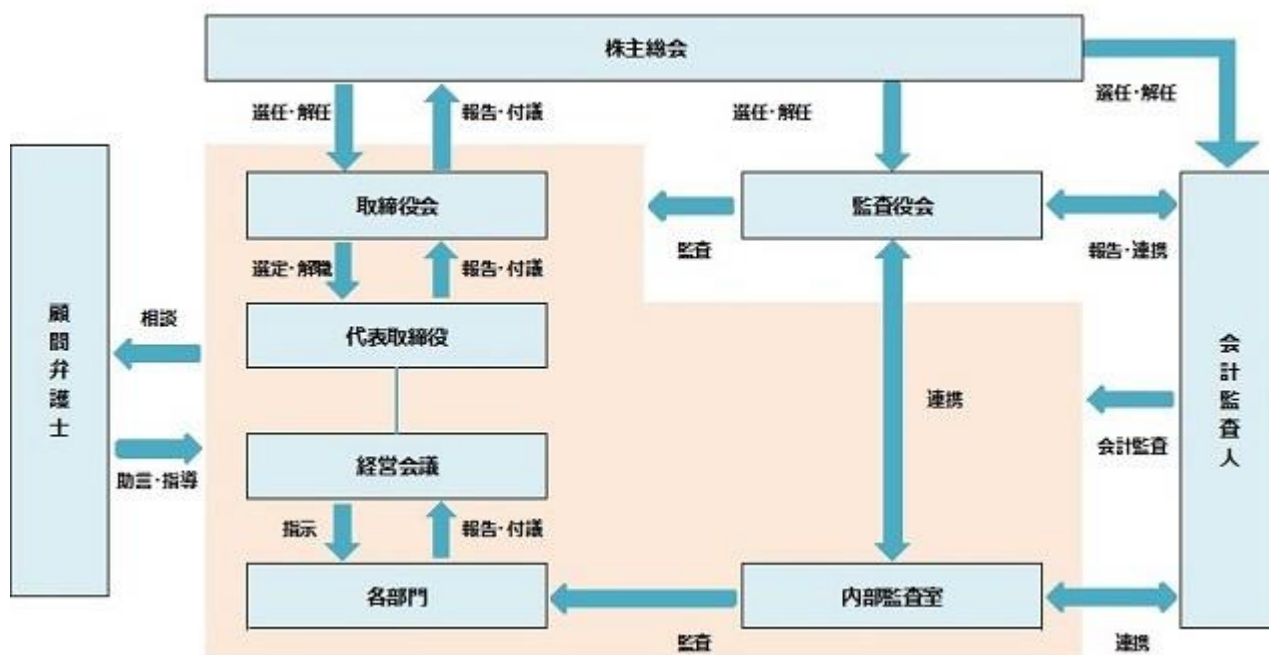 株主総会
選任・解任
報告・付議
選任・解任
選任・解任
取締役会
監査役会
監査
報告・連携
選定・解職
報告・付議
顧問弁護士
相談
代表取締役
会計監査人
連携
会計監査
経営会議
助言・指導
指示
報告・付議
各部門
内部監査室
監査
連携